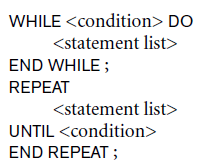 WHILE <condition> DO
<statement list>
END WHILE ;
REPEAT
<statement list>
UNTIL <condition>
END REPEAT ;